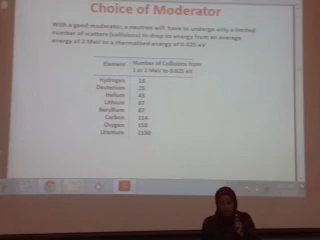 Choice of Moderator
With a good moderator, a neutron will have to undergo only a limited
number of scatters (collisions) to drop its energy from an average
energy of 2 MeV to a thermalized energy of 0.025 eV
Element Number of Collisions from
1 or 2 MeV to 0.025 eV
Hydrogen 18
Deuterium 25
Helium 43
Lithium 67
Beryllium
Carbon 114
Oxygen 150
Uranium